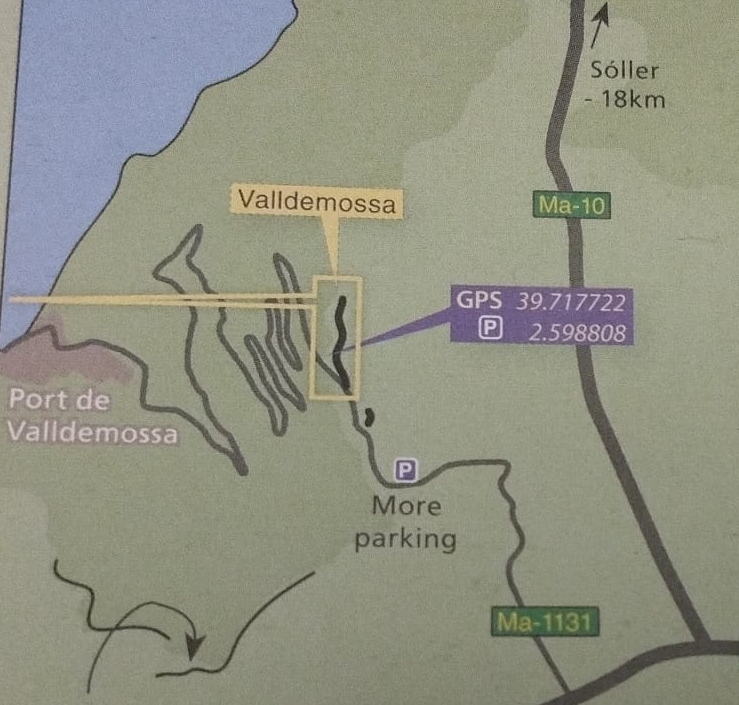 Sóller
- 18km
Valldemossa
Ma-10
GPS 39.717722
P 2.598808
Port de
Valldemossa
P
More
parking
Ma-1131